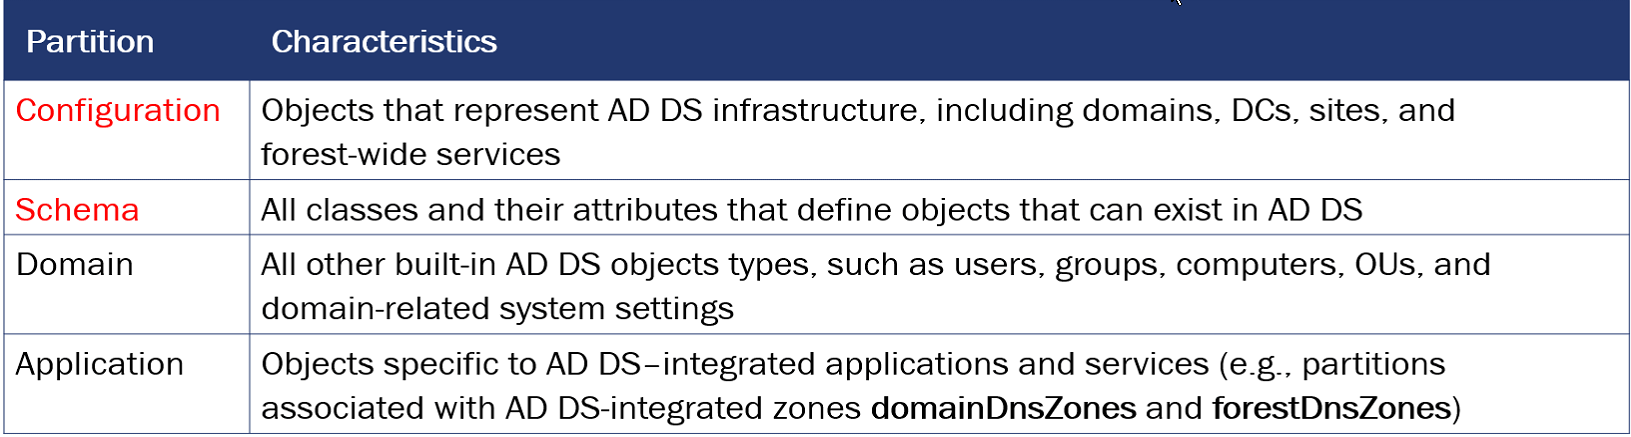 Partition Characteristics
Configuration Objects that represent AD DS infrastructure, including domains, DCs, sites, and
forest-wide services
Schema All classes and their attributes that define objects that can exist in AD DS
Domain All other built-in AD DS objects types, such as users, groups, computers, OUs, and
domain-related system settings
Application Objects specific to AD DS–integrated applications and services (e.g., partitions
associated with AD DS-integrated zones domainDnsZones and forestDnsZones)